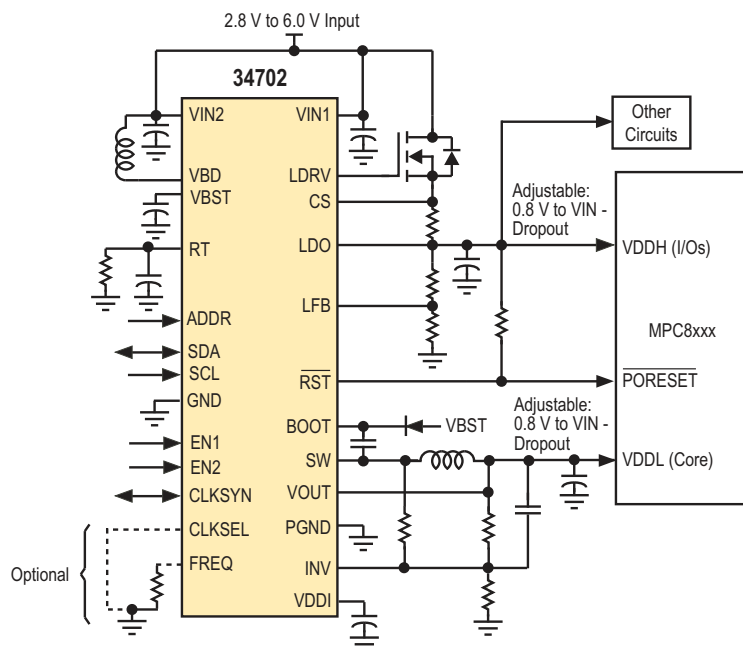 2.8 V to 6.0 V Input
34702
VIN2
VBD
VBST
RT
ADDR
SDA
SCL
GND
EN1
EN2
CLKSYN
CLKSEL
FREQ
Optional
VIN1
LDRV
CS
LDO
LFB
RST
BOOT
SW
VOUT
PGND
INV
VDDI
VBST
Other
Circuits
Adjustable:
0.8 V to VIN -
Dropout
Adjustable:
0.8 V to VIN -
Dropout
VDDH (I/Os)
MPC8xxx
PORESET
VDDL (Core)